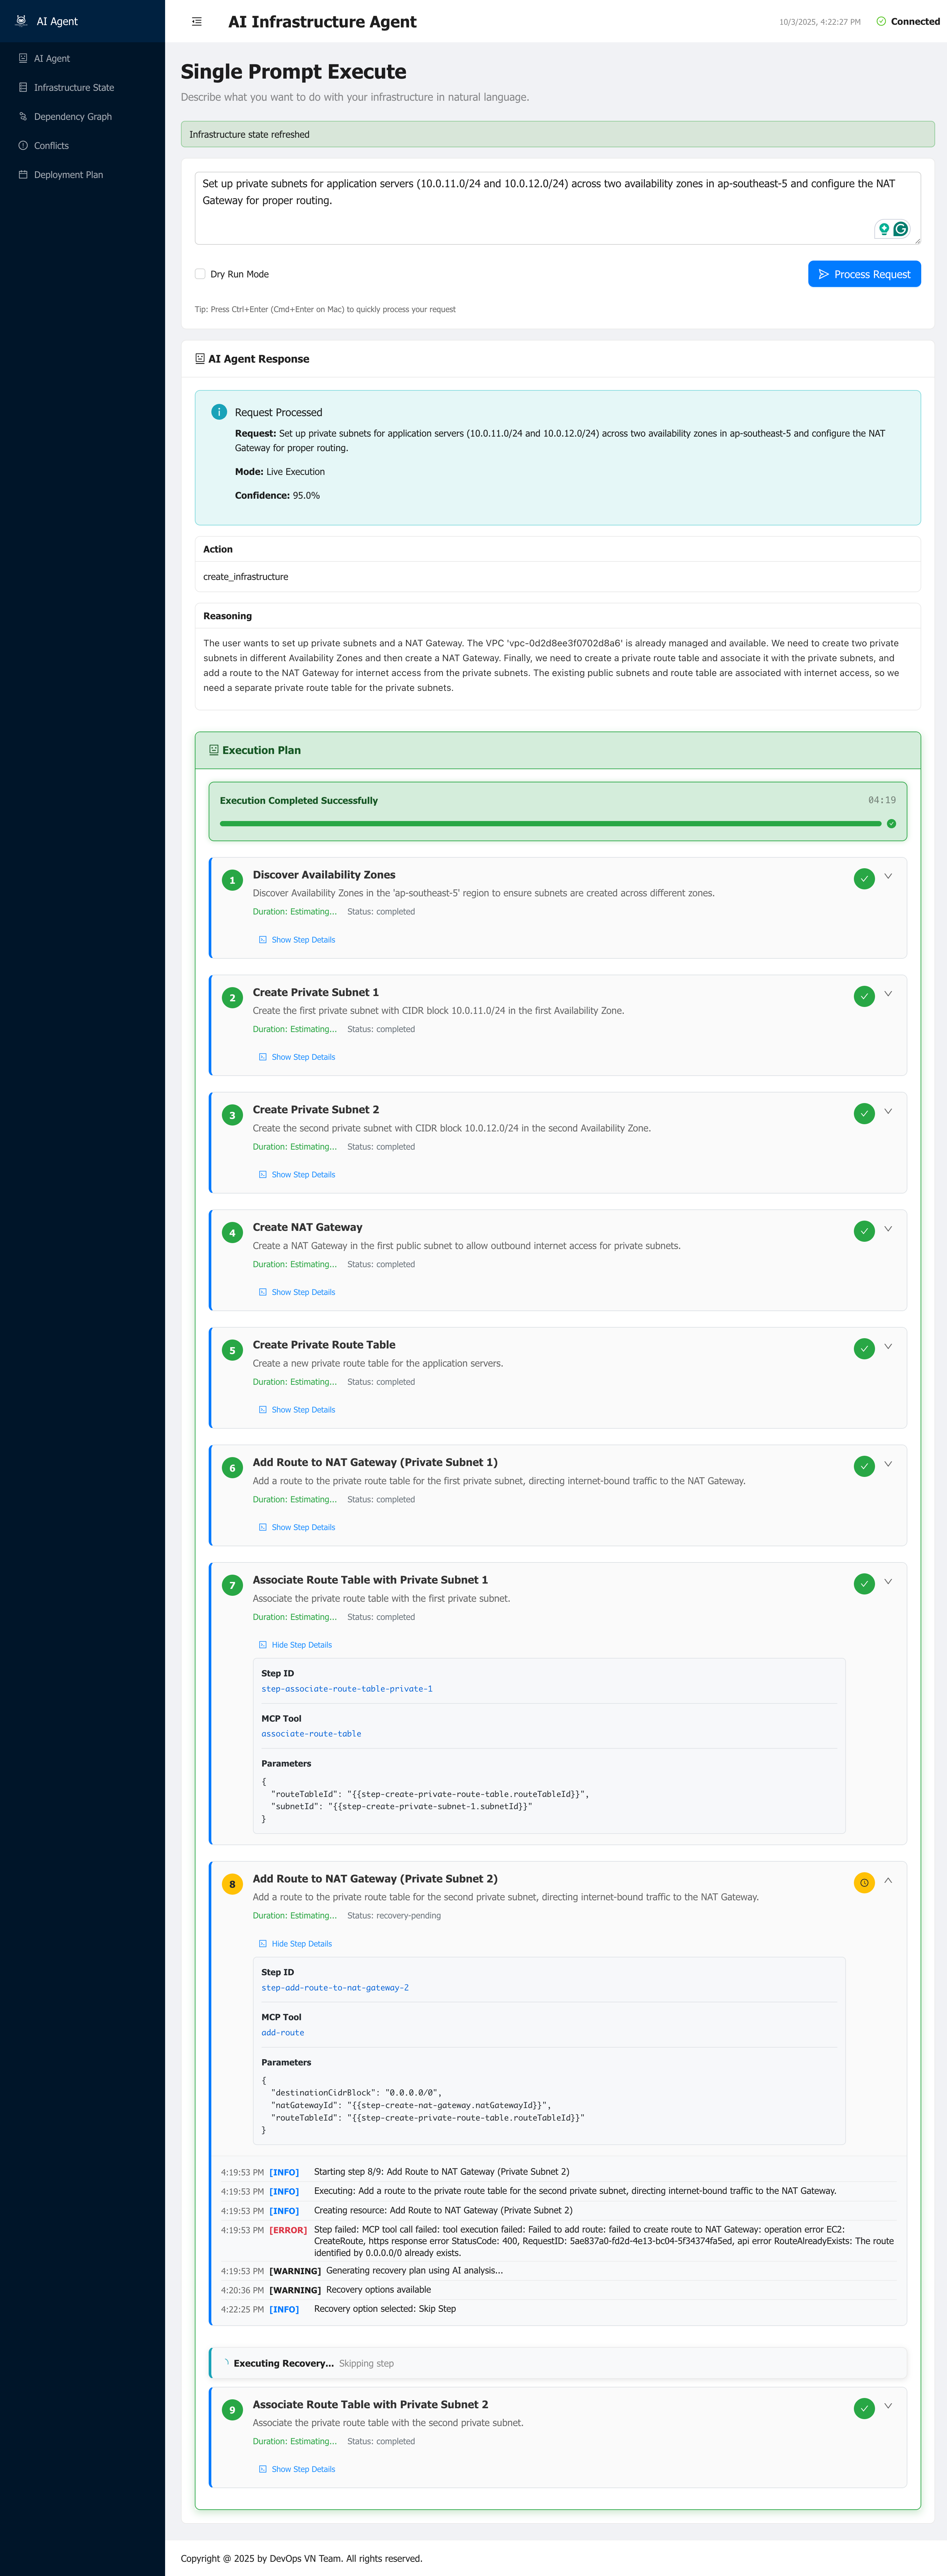 AI Agent
AI Agent
Infrastructure State
Dependency Graph
Conflicts
Deployment Plan
AI Infrastructure Agent
10/3/2025, 4:22:27 PM
Connected
Single Prompt Execute
Describe what you want to do with your infrastructure in natural language.
Infrastructure state refreshed
Set up private subnets for application servers (10.0.11.0/24 and 10.0.12.0/24) across two availability zones in ap-southeast-5 and configure the NAT
Gateway for proper routing.
Dry Run Mode
Process Request
Tip: Press Ctrl+Enter (Cmd+Enter on Mac) to quickly process your request
AI Agent Response
Request Processed
Request: Set up private subnets for application servers (10.0.11.0/24 and 10.0.12.0/24) across two availability zones in ap-southeast-5 and configure the NAT
Gateway for proper routing.
Mode: Live Execution
Confidence: 95.0%
Action
create_infrastructure
Reasoning
The user wants to set up private subnets and a NAT Gateway. The VPC 'vpc-0d2d8ee3f0702d8a6' is already managed and available. We need to create two private
subnets in different Availability Zones and then create a NAT Gateway. Finally, we need to create a private route table and associate it with the private subnets, and
add a route to the NAT Gateway for internet access from the private subnets. The existing public subnets and route table are associated with internet access, so we
need a separate private route table for the private subnets.
Execution Plan
Execution Completed Successfully
04:19
1
Discover Availability Zones
Discover Availability Zones in the 'ap-southeast-5' region to ensure subnets are created across different zones.
Duration: Estimating... Status: completed
Show Step Details
2
Create Private Subnet 1
Create the first private subnet with CIDR block 10.0.11.0/24 in the first Availability Zone.
Duration: Estimating... Status: completed
Show Step Details
3
Create Private Subnet 2
Create the second private subnet with CIDR block 10.0.12.0/24 in the second Availability Zone.
Duration: Estimating... Status: completed
Show Step Details
4
Create NAT Gateway
Create a NAT Gateway in the first public subnet to allow outbound internet access for private subnets.
Duration: Estimating... Status: completed
Show Step Details
5
Create Private Route Table
Create a new private route table for the application servers.
Duration: Estimating... Status: completed
Show Step Details
6
Add Route to NAT Gateway (Private Subnet 1)
Add a route to the private route table for the first private subnet, directing internet-bound traffic to the NAT Gateway.
Duration: Estimating... Status: completed
Show Step Details
7
Associate Route Table with Private Subnet 1
Associate the private route table with the first private subnet.
Duration: Estimating... Status: completed
Hide Step Details
Step ID
step-associate-route-table-private-1
MCP Tool
associate-route-table
Parameters
{
"routeTableId": "{{step-create-private-route-table.routeTableId}}",
"subnetId": "{{step-create-private-subnet-1.subnetId}}"
}
8
Add Route to NAT Gateway (Private Subnet 2)
Add a route to the private route table for the second private subnet, directing internet-bound traffic to the NAT Gateway.
Duration: Estimating... Status: recovery-pending
Hide Step Details
Step ID
step-add-route-to-nat-gateway-2
MCP Tool
add-route
Parameters
{
"destinationCidrBlock": "0.0.0.0/0",
"natGatewayId": "{{step-create-nat-gateway.natGatewayId}}",
"routeTableId": "{{step-create-private-route-table.routeTableId}}"
}
4:19:53 PM [INFO] Starting step 8/9: Add Route to NAT Gateway (Private Subnet 2)
4:19:53 PM [INFO] Executing: Add a route to the private route table for the second private subnet, directing internet-bound traffic to the NAT Gateway.
4:19:53 PM [INFO] Creating resource: Add Route to NAT Gateway (Private Subnet 2)
4:19:53 PM [ERROR] Step failed: MCP tool call failed: tool execution failed: Failed to add route: failed to create route to NAT Gateway: operation error EC2:
CreateRoute, https response error StatusCode: 400, RequestID: 5ae837a0-fd2d-4e13-bc04-5f34374fa5ed, api error RouteAlreadyExists: The route
identified by 0.0.0.0/0 already exists.
4:19:53 PM [WARNING] Generating recovery plan using AI analysis...
4:20:36 PM [WARNING] Recovery options available
4:22:25 PM [INFO] Recovery option selected: Skip Step
Executing Recovery... Skipping step
9
Associate Route Table with Private Subnet 2
Associate the private route table with the second private subnet.
Duration: Estimating... Status: completed
Show Step Details
Copyright @ 2025 by DevOps VN Team. All rights reserved.